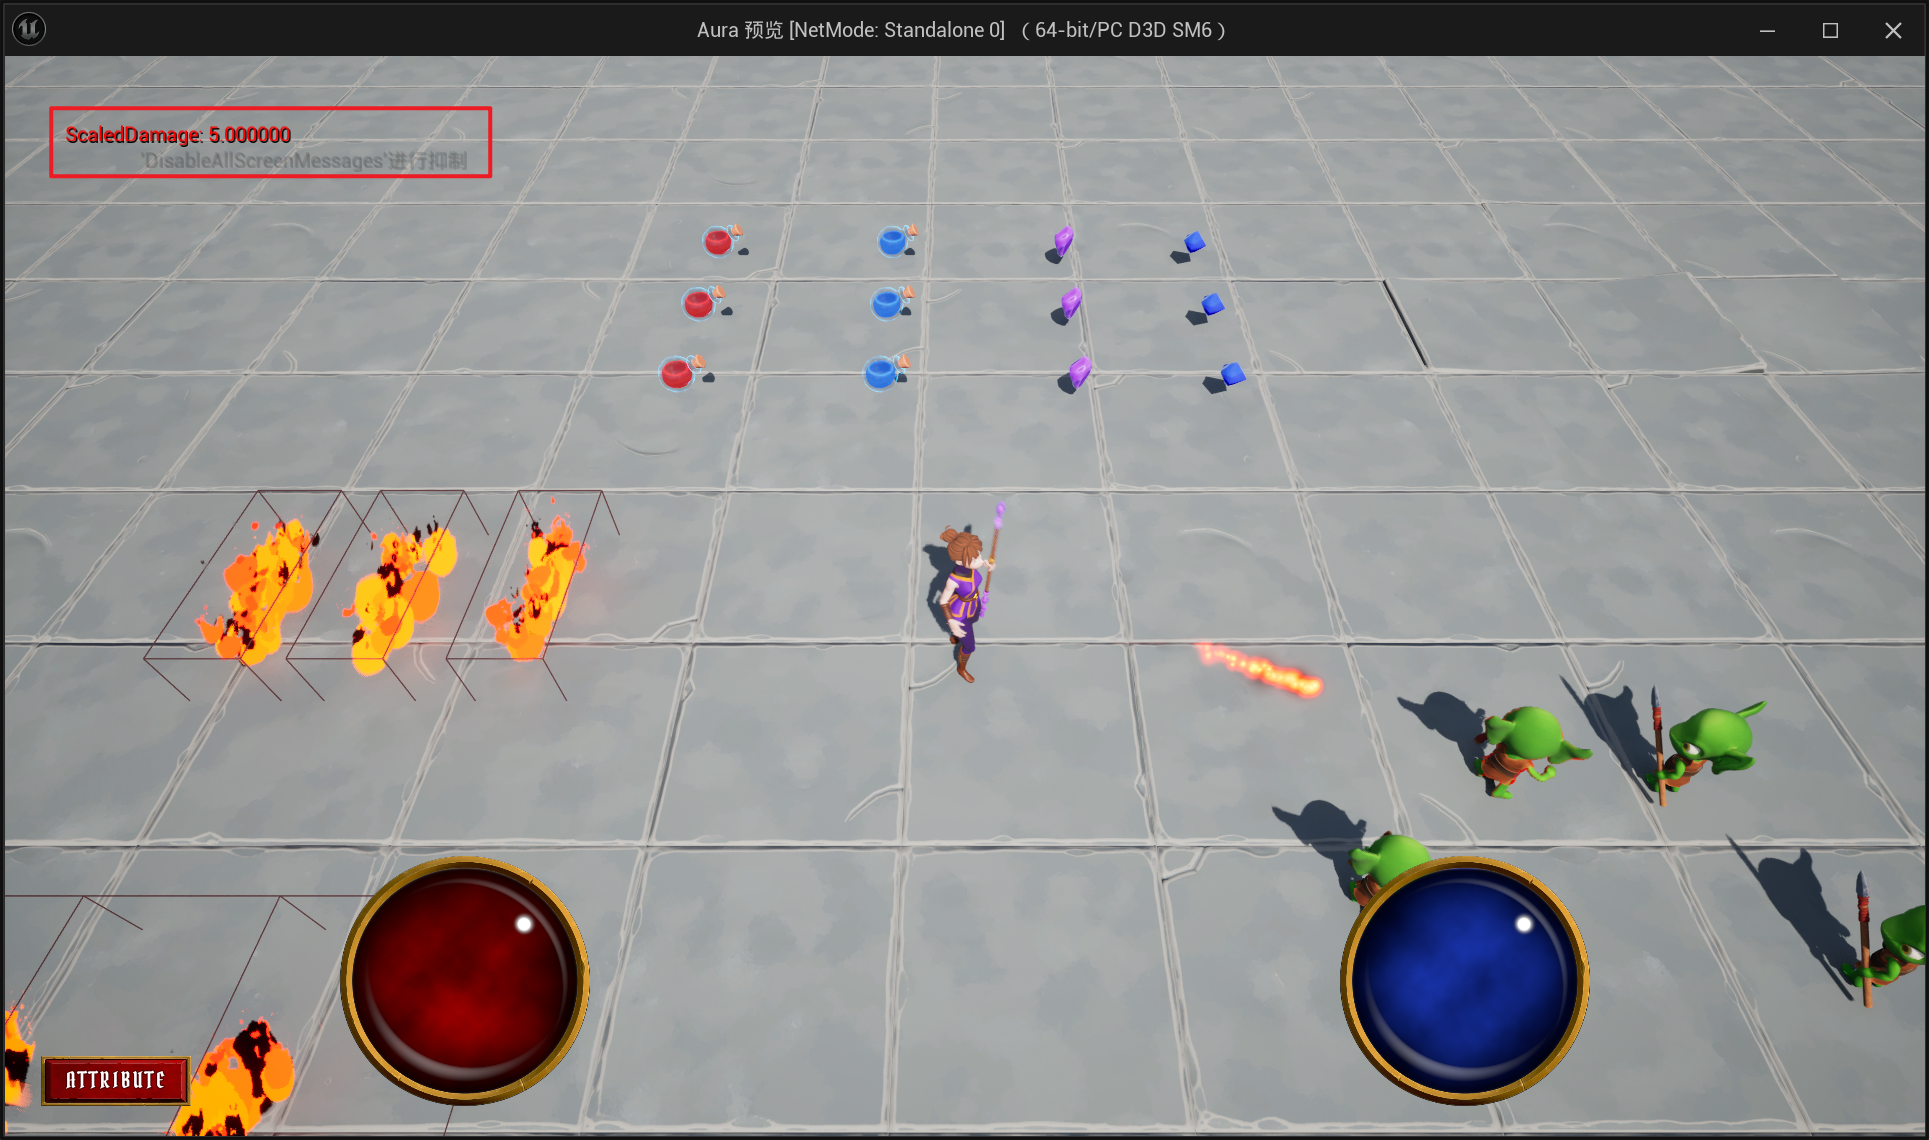 Aura 预览 [NetMode: Standalone 0] （64-bit/PC D3D SM6）
ScaledDamage: 5.000000
'DisableAllScreenMessages'进行抑制
ATTRIBUTE